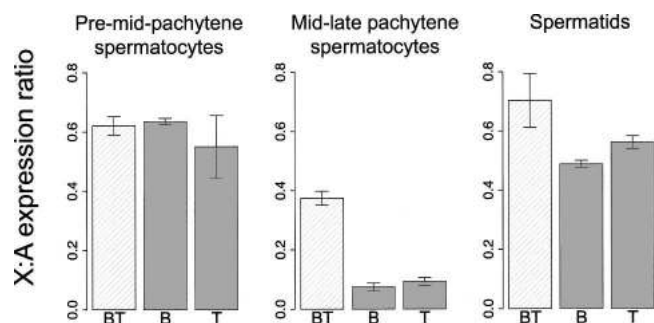 Pre-mid-pachytene
spermatocytes
Mid-late pachytene
spermatocytes
Spermatids
X:A expression ratio
0.8
0.6
0.4
0.2
0.0
BT B T
0.8
0.6
0.4
0.2
0.0
BT B T
0.8
0.6
0.4
0.2
0.0
BT B T